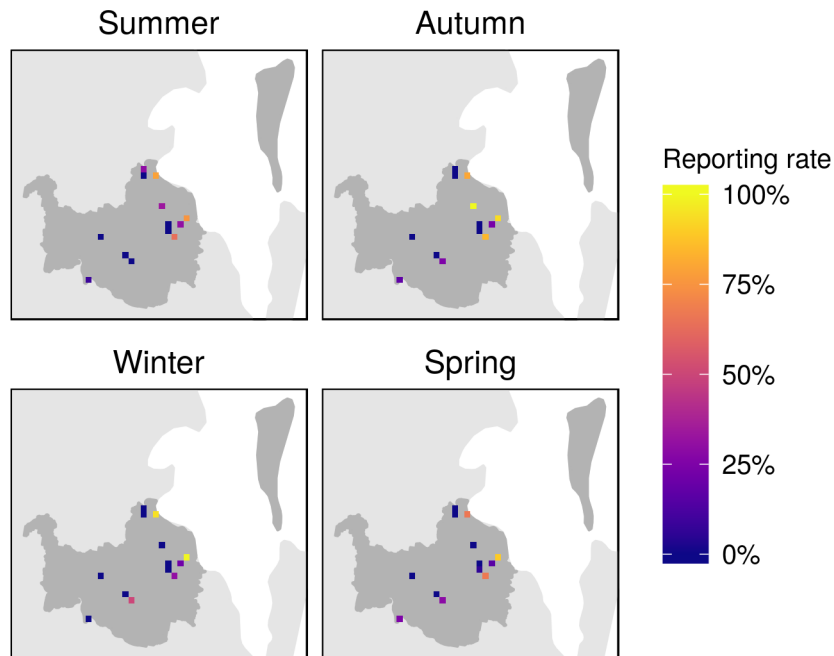 Summer
Autumn
Winter
Spring
Reporting rate
100%
75%
50%
25%
0%